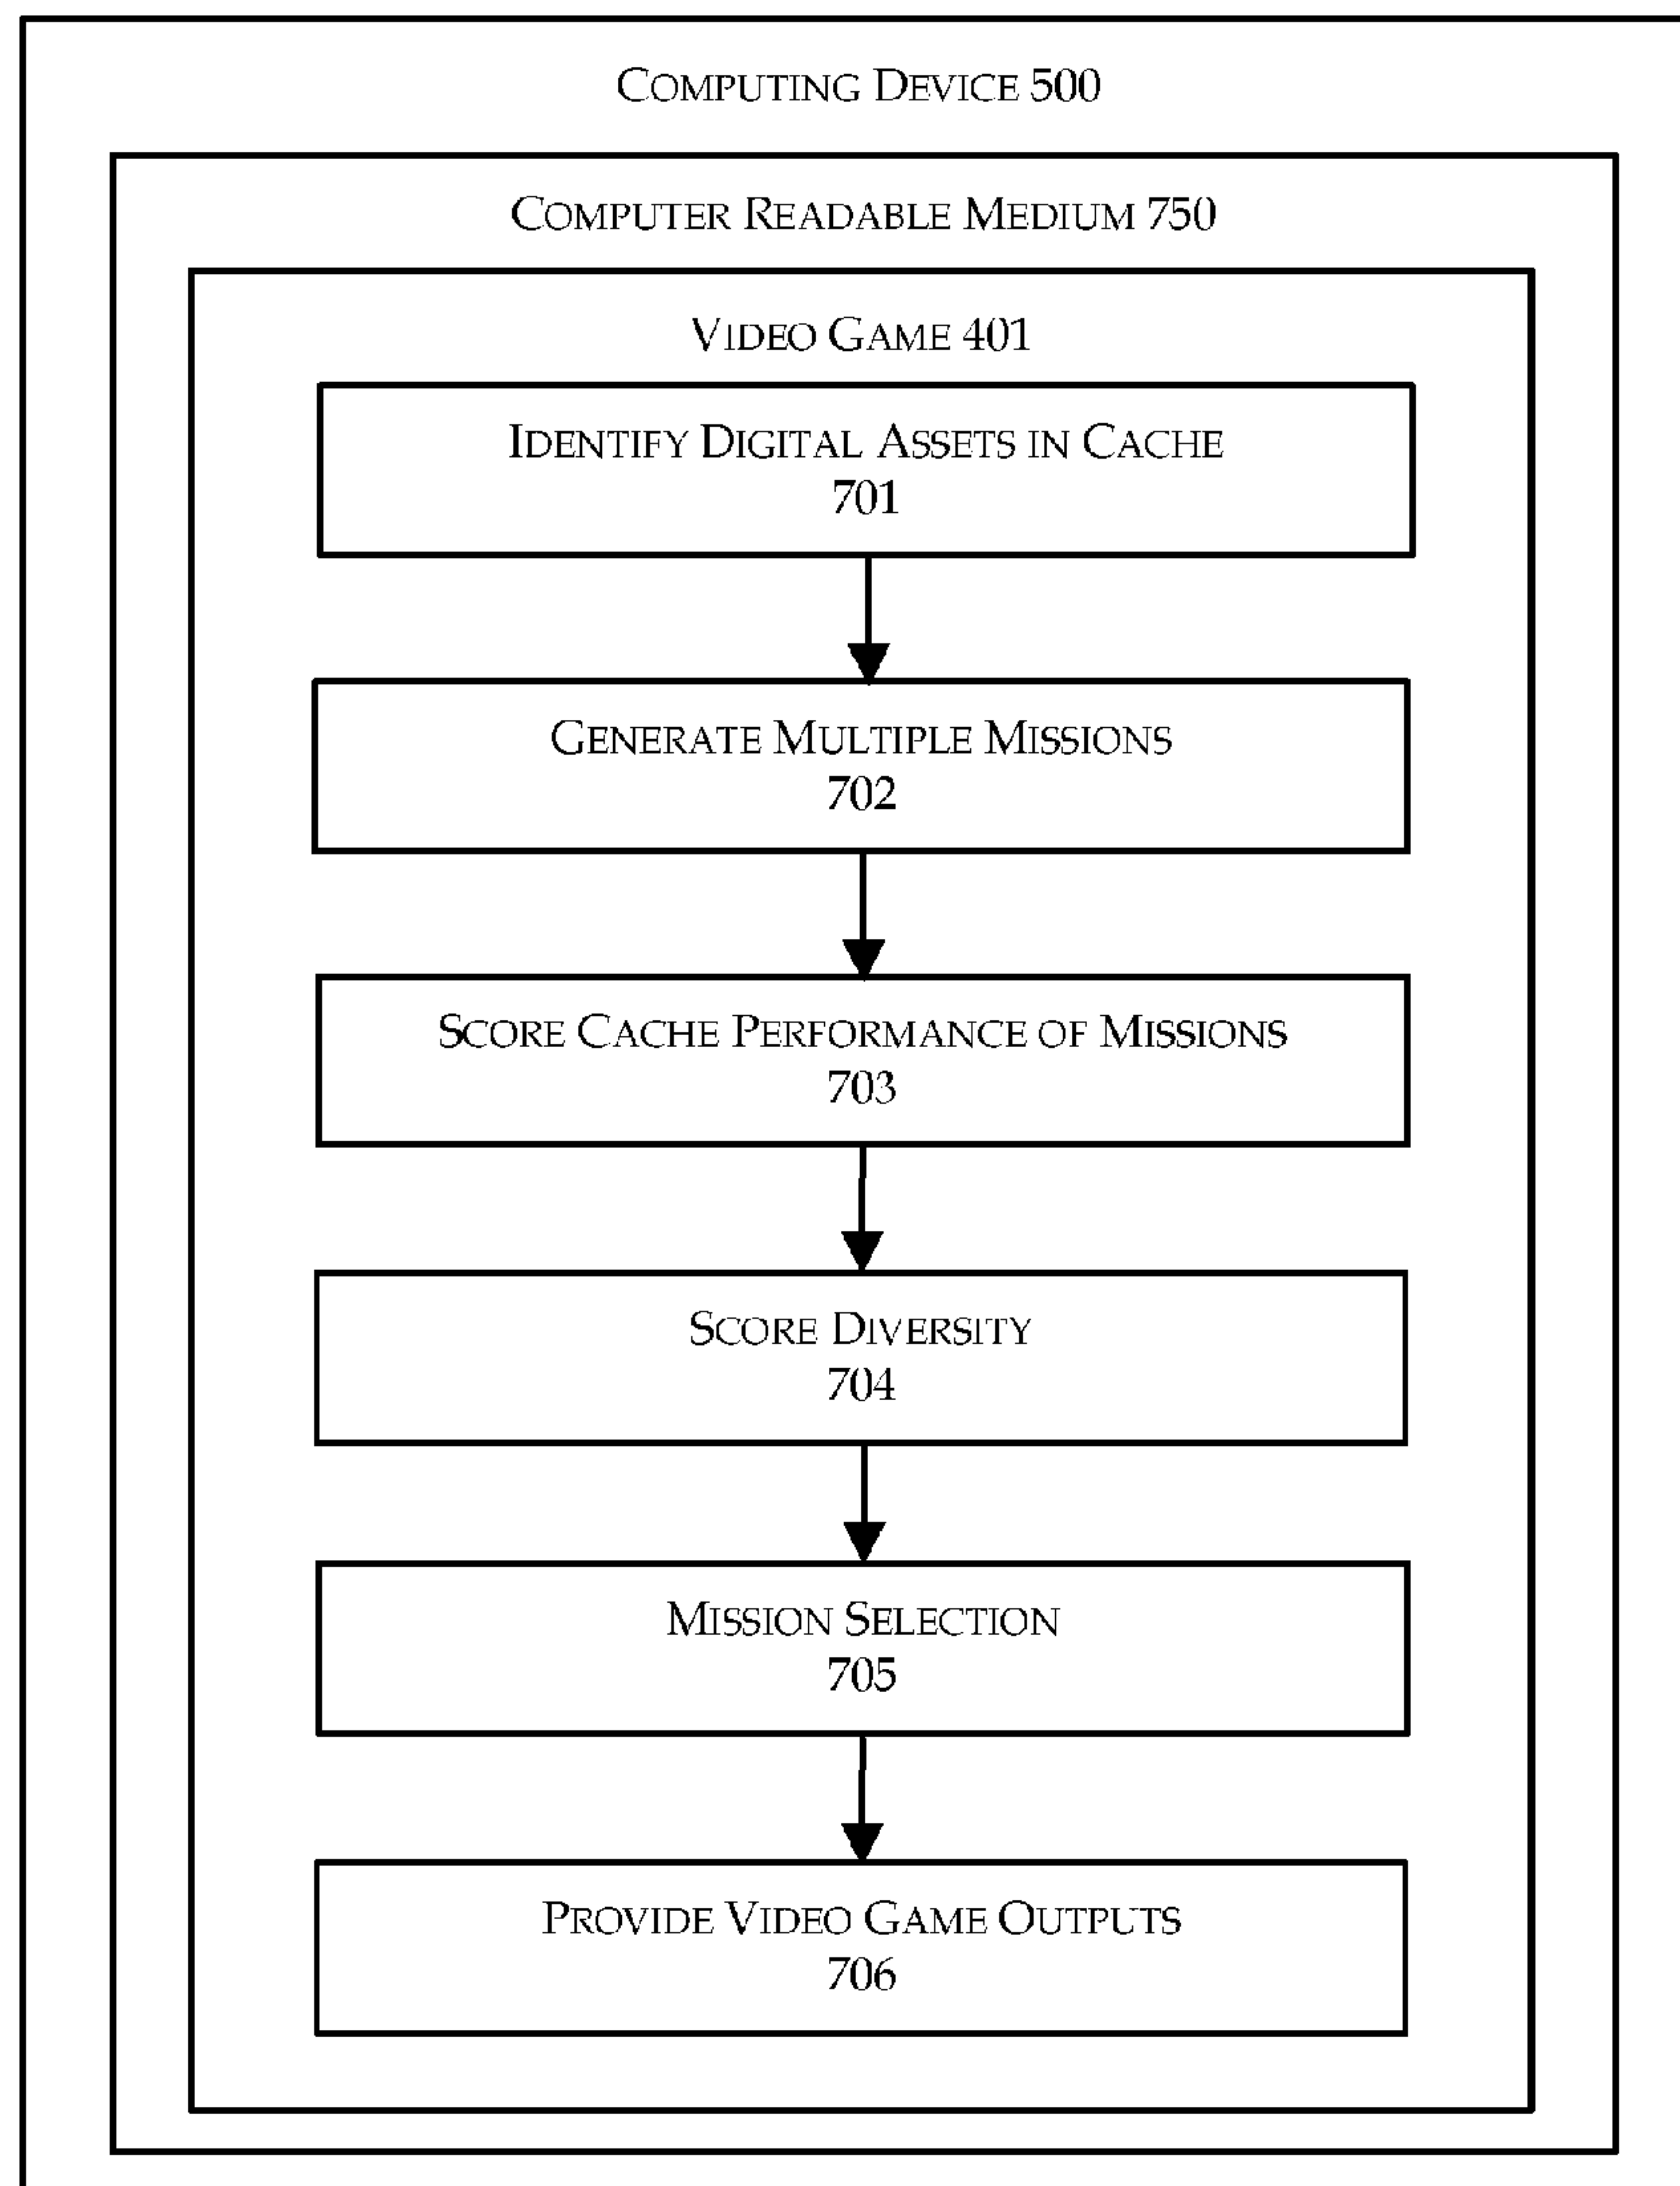 Computing Device 500
Computer Readable Medium 750
Video Game 401
Identify Digital Assets in Cache
701
Generate Multiple Missions
702
Score Cache Performance of Missions
703
Score Diversity
704
Mission Selection
705
Provide Video Game Outputs
706